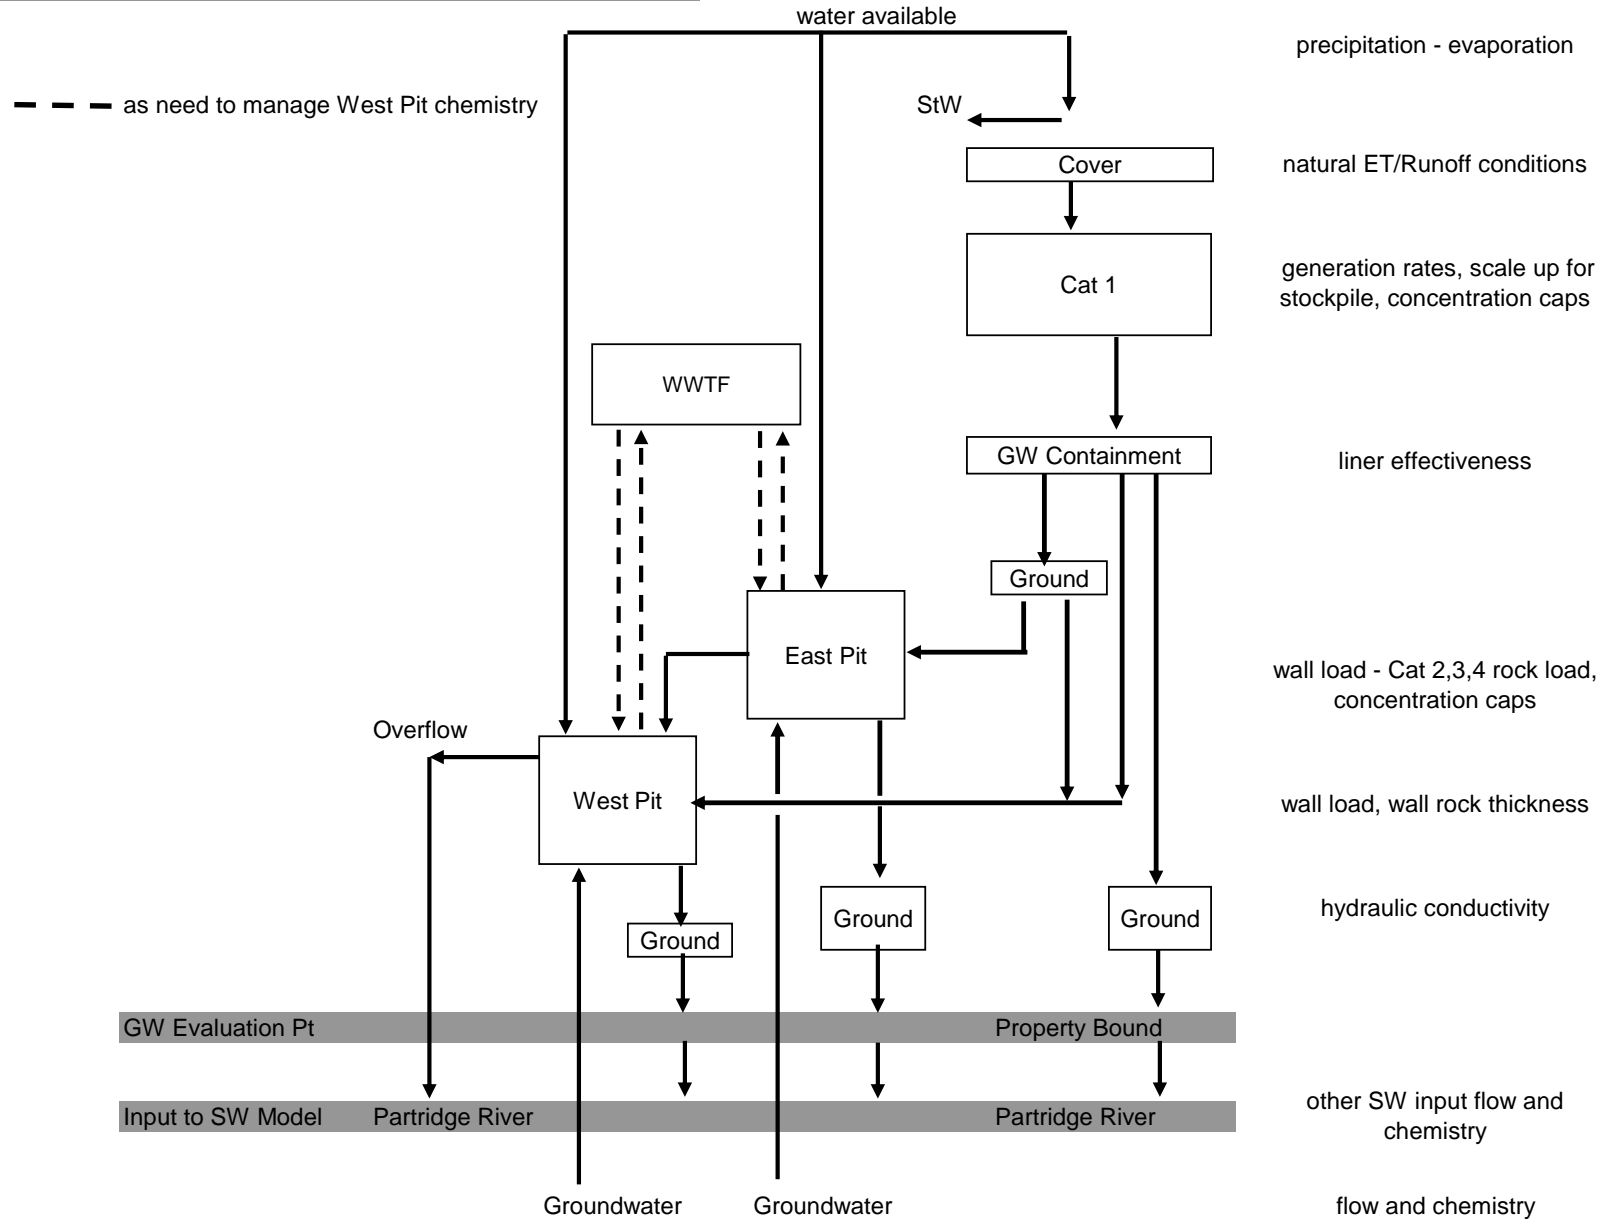 water available
precipitation - evaporation
as need to manage West Pit chemistry
StW
Cover
natural ET/Runoff conditions
Cat 1
generation rates, scale up for
stockpile, concentration caps
WWTF
GW Containment
liner effectiveness
Ground
East Pit
wall load - Cat 2,3,4 rock load,
concentration caps
Overflow
West Pit
wall load, wall rock thickness
Ground
Ground
Ground
hydraulic conductivity
GW Evaluation Pt
Property Bound
Input to SW Model
Partridge River
Partridge River
other SW input flow and
chemistry
Groundwater
Groundwater
flow and chemistry